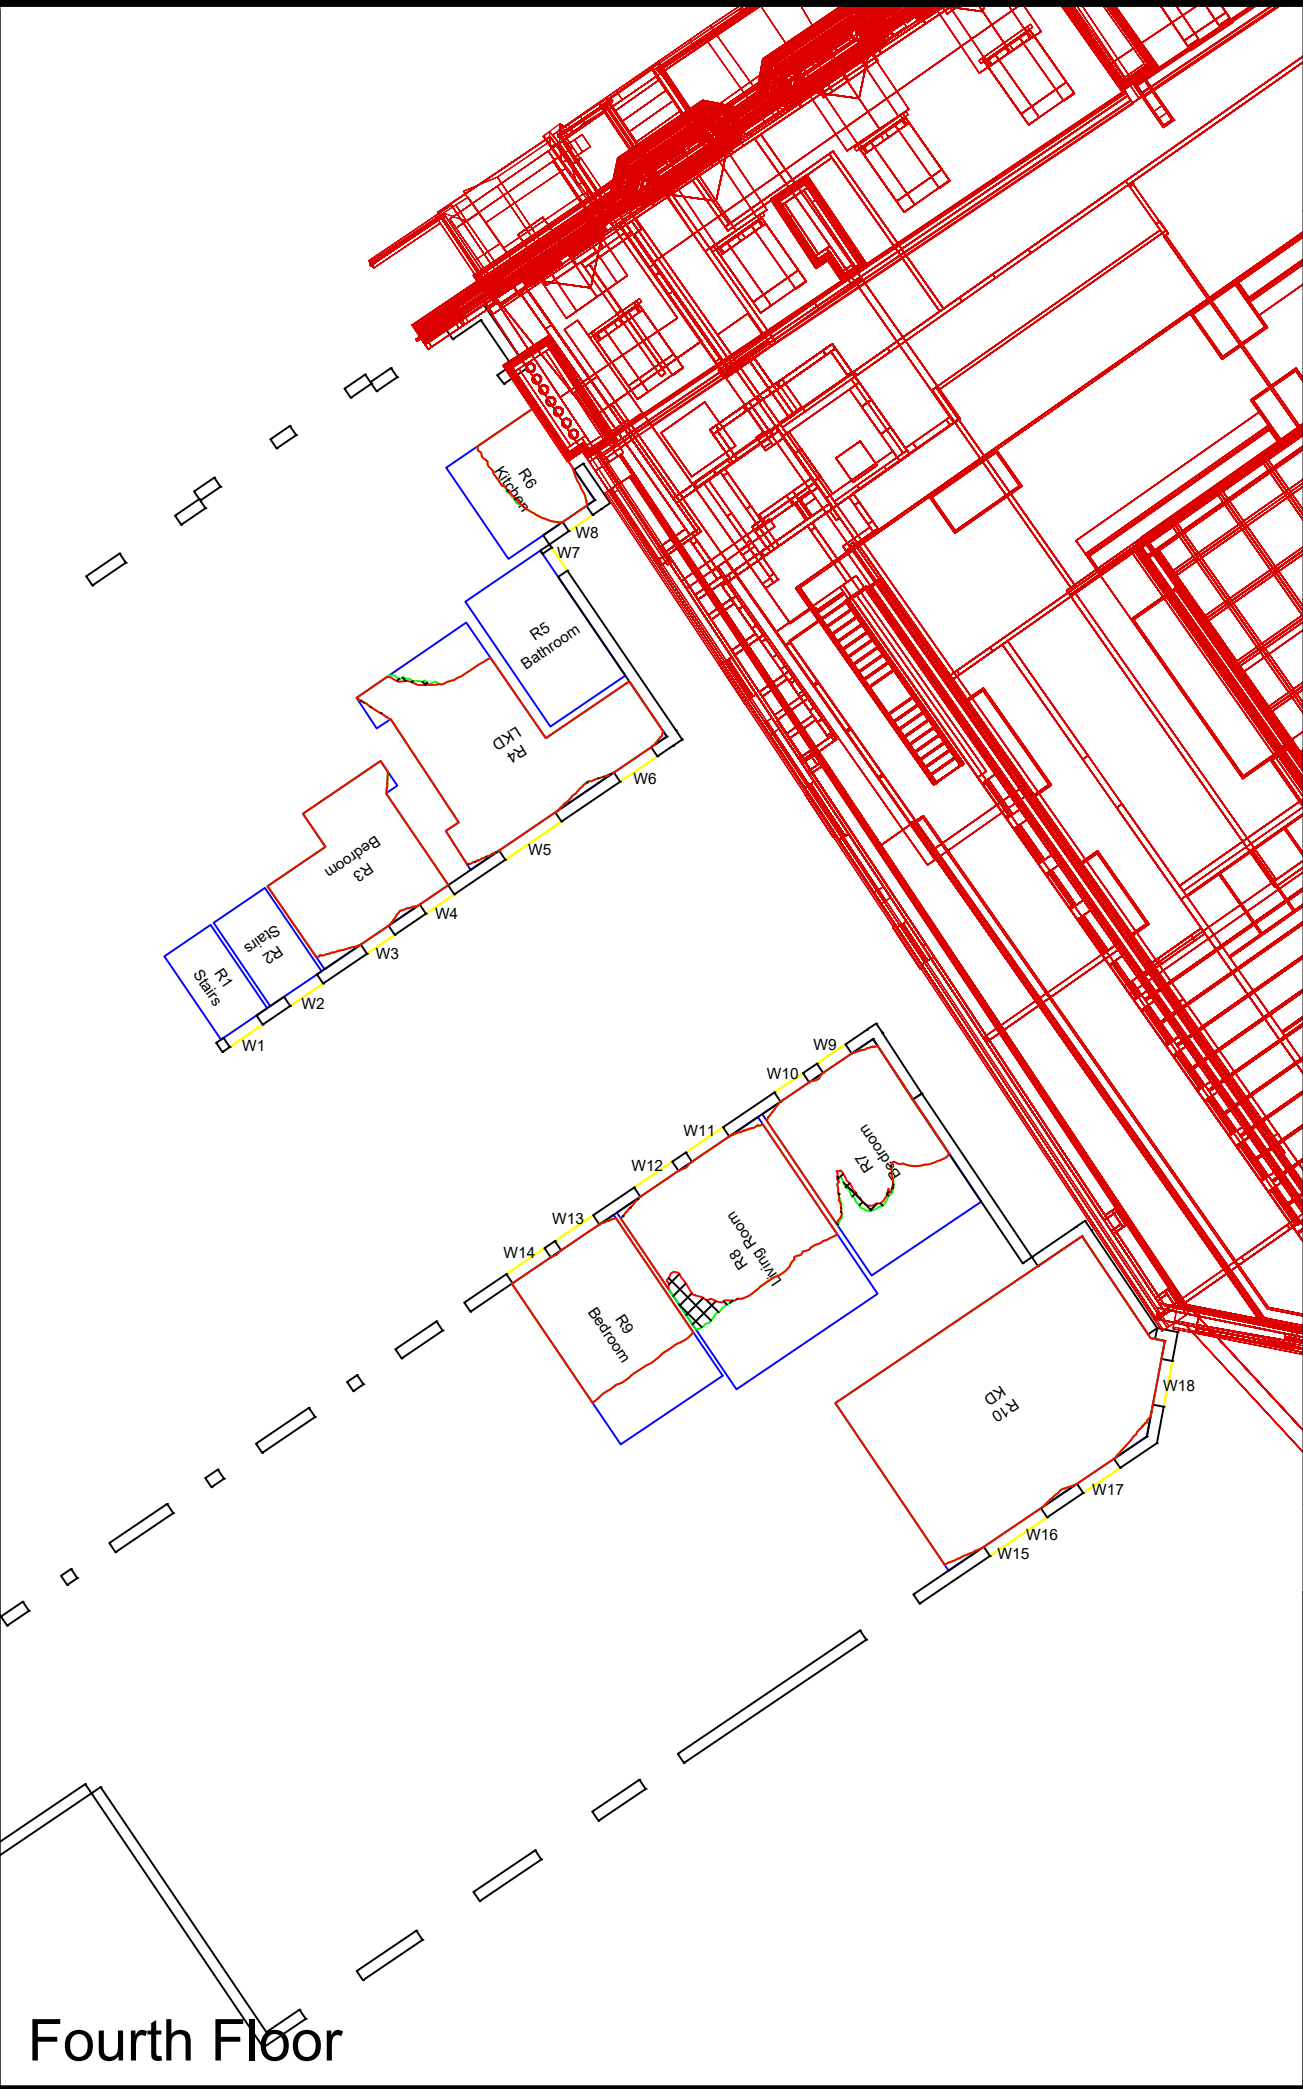 R6
Kitchen
W8
W7
R5
Bathroom
R4
LKD
W6
W5
R3
Bedroom
W4
W3
R2
Stairs
R1
Stairs
W2
W1
W9
W10
R7
Bedroom
W11
W12
R8
Living Room
W13
W14
R9
Bedroom
R10
KD
W18
W17
W16
W15
Fourth Floor